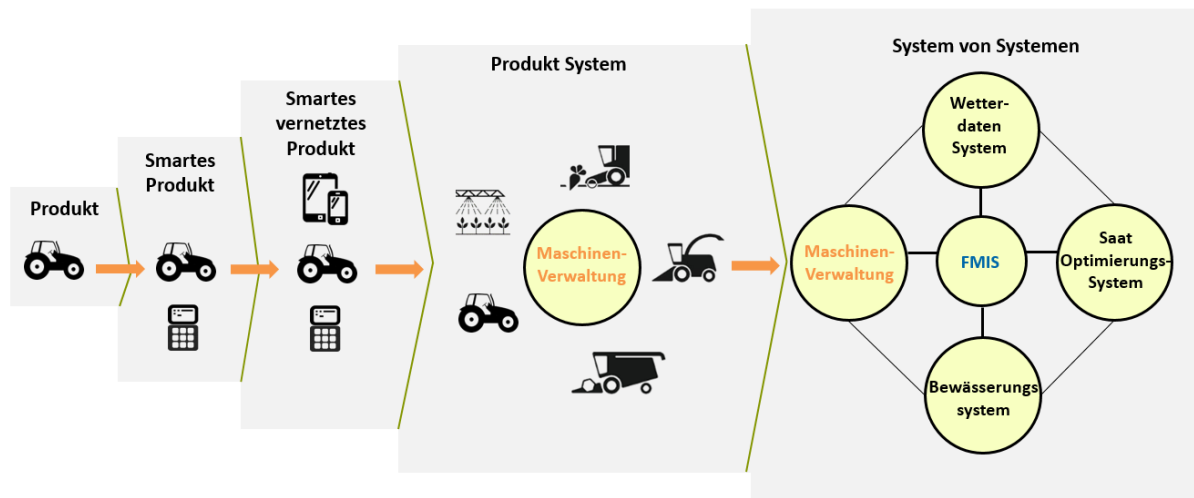 Produkt
Smartes
Produkt
Smartes
vernetztes
Produkt
Produkt System
Maschinen-
Verwaltung
System von Systemen
Wetter-
daten
System
Maschinen-
Verwaltung
FMIS
Saat
Optimierungs-
System
Bewässerungs
system